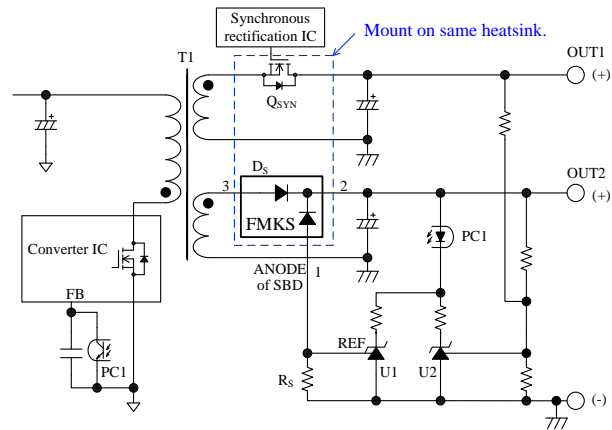 Synchronous
rectification IC
Mount on same heatsink.
T1
OUT1
(+)
QSYN
+
+
DS
OUT2
3
2
(+)
FMKS
+
PC1
Converter IC
ANODE
of SBD
1
FB
REF
U1
U2
PC1
RS
(-)